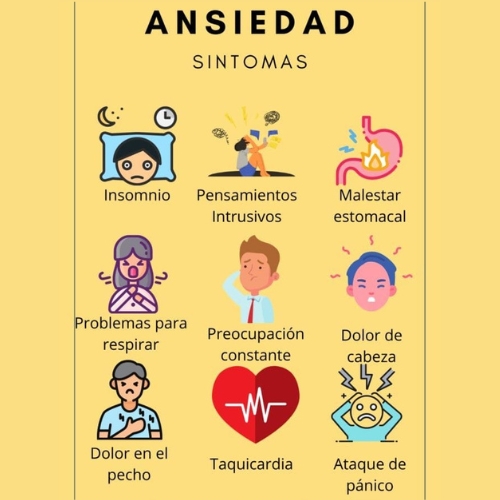 ANSIEDAD
SINTOMAS
Insomnio
Pensamientos
Intrusivos
Malestar
estomacal
Problemas para
respirar
Preocupación
constante
Dolor de
cabeza
Dolor en el
pecho
Taquicardia
Ataque de
pánico